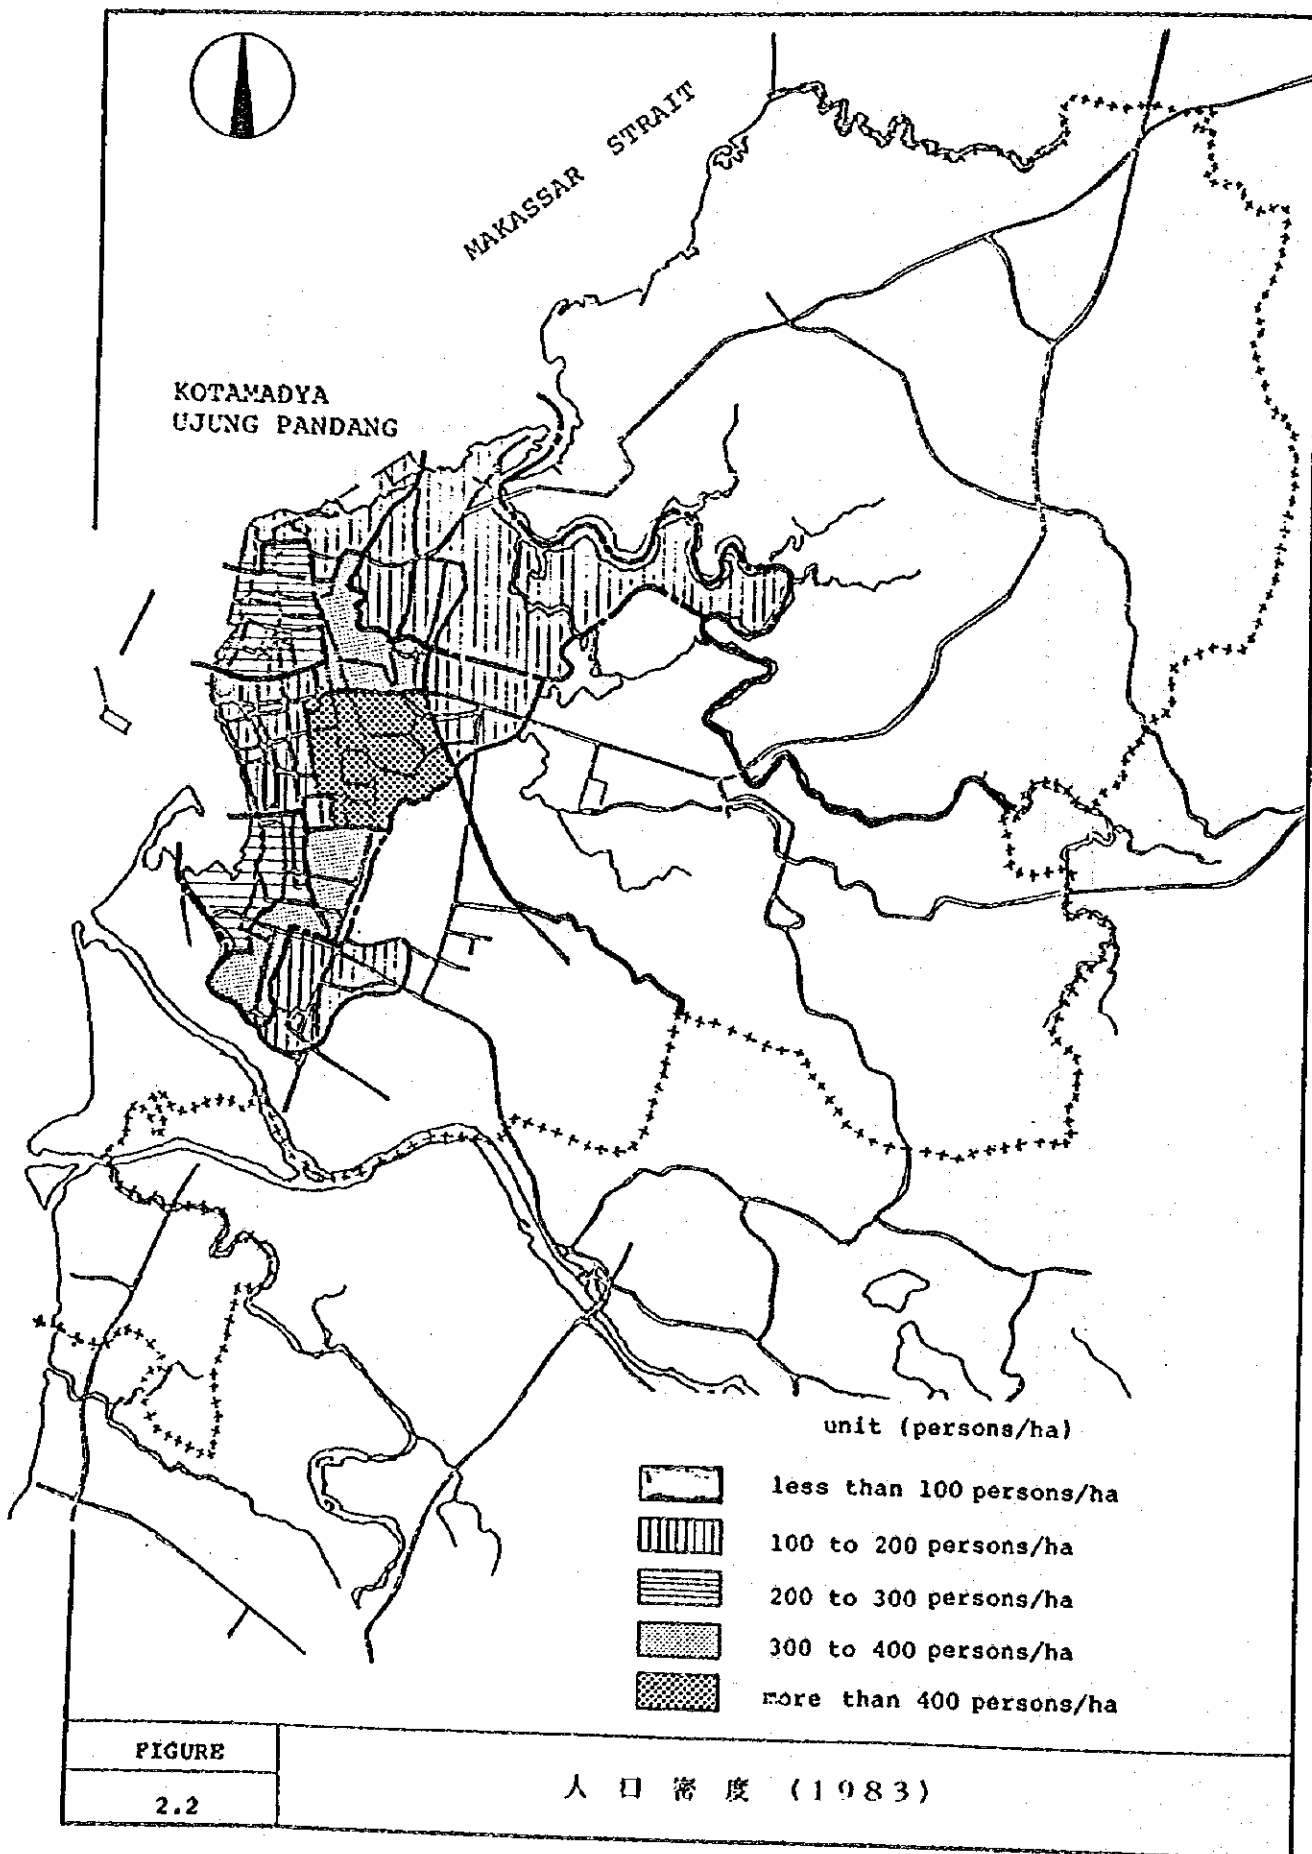 MAKASSAR STRAIT
KOTAMADYA
UJUNG PANDANG
unit (persons/ha)
less than 100 persons/ha
100 to 200 persons/ha
200 to 300 persons/ha
300 to 400 persons/ha
more than 400 persons/ha
FIGURE
2.2
人口密度 (1983)